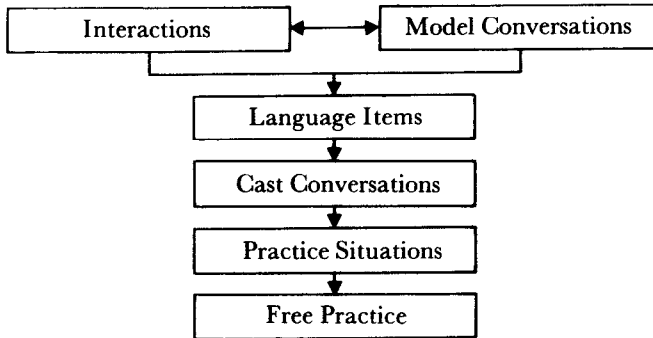 Interactions
Model Conversations
Language Items
Cast Conversations
Practice Situations
Free Practice